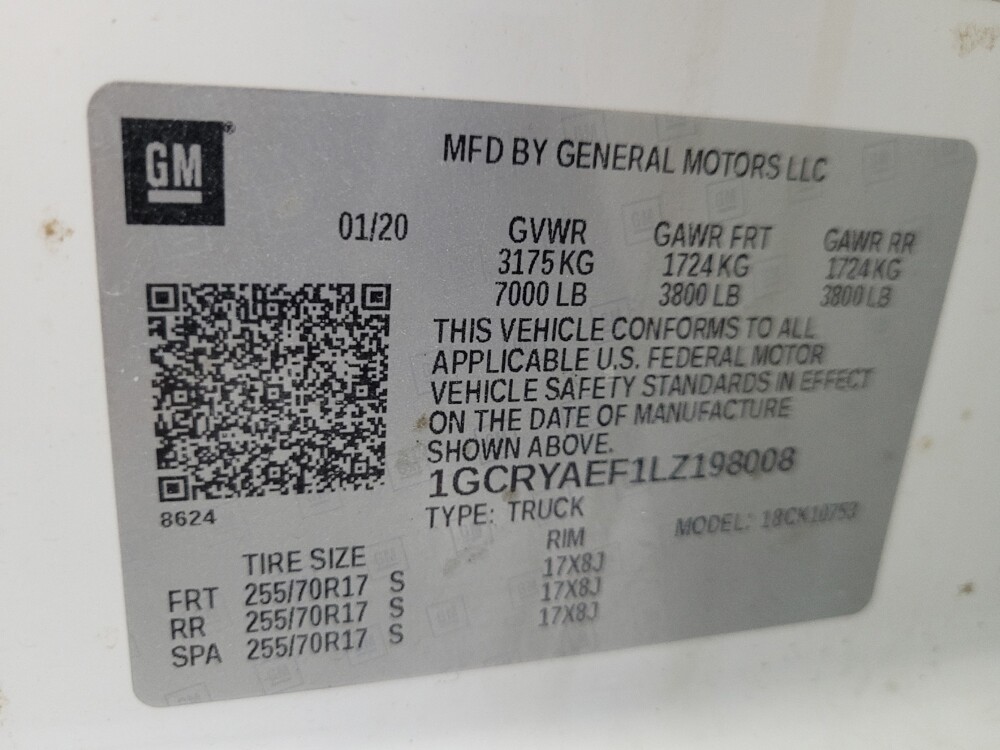 GM
MFD BY GENERAL MOTORS LLC
01/20 GVWR GAWR FRT GAWR RR
3175 KG 1724 KG 1724 KG
7000 LB 3800 LB 3800 LB
THIS VEHICLE CONFORMS TO ALL
APPLICABLE U.S. FEDERAL MOTOR
VEHICLE SAFETY STANDARDS IN EFFECT
ON THE DATE OF MANUFACTURE
SHOWN ABOVE.
1GCRYAEF1LZ198008
8624
TYPE: TRUCK MODEL: 18CK10753
TIRE SIZE RIM
FRT 255/70R17 S 17X8J
RR 255/70R17 S 17X8J
SPA 255/70R17 S 17X8J